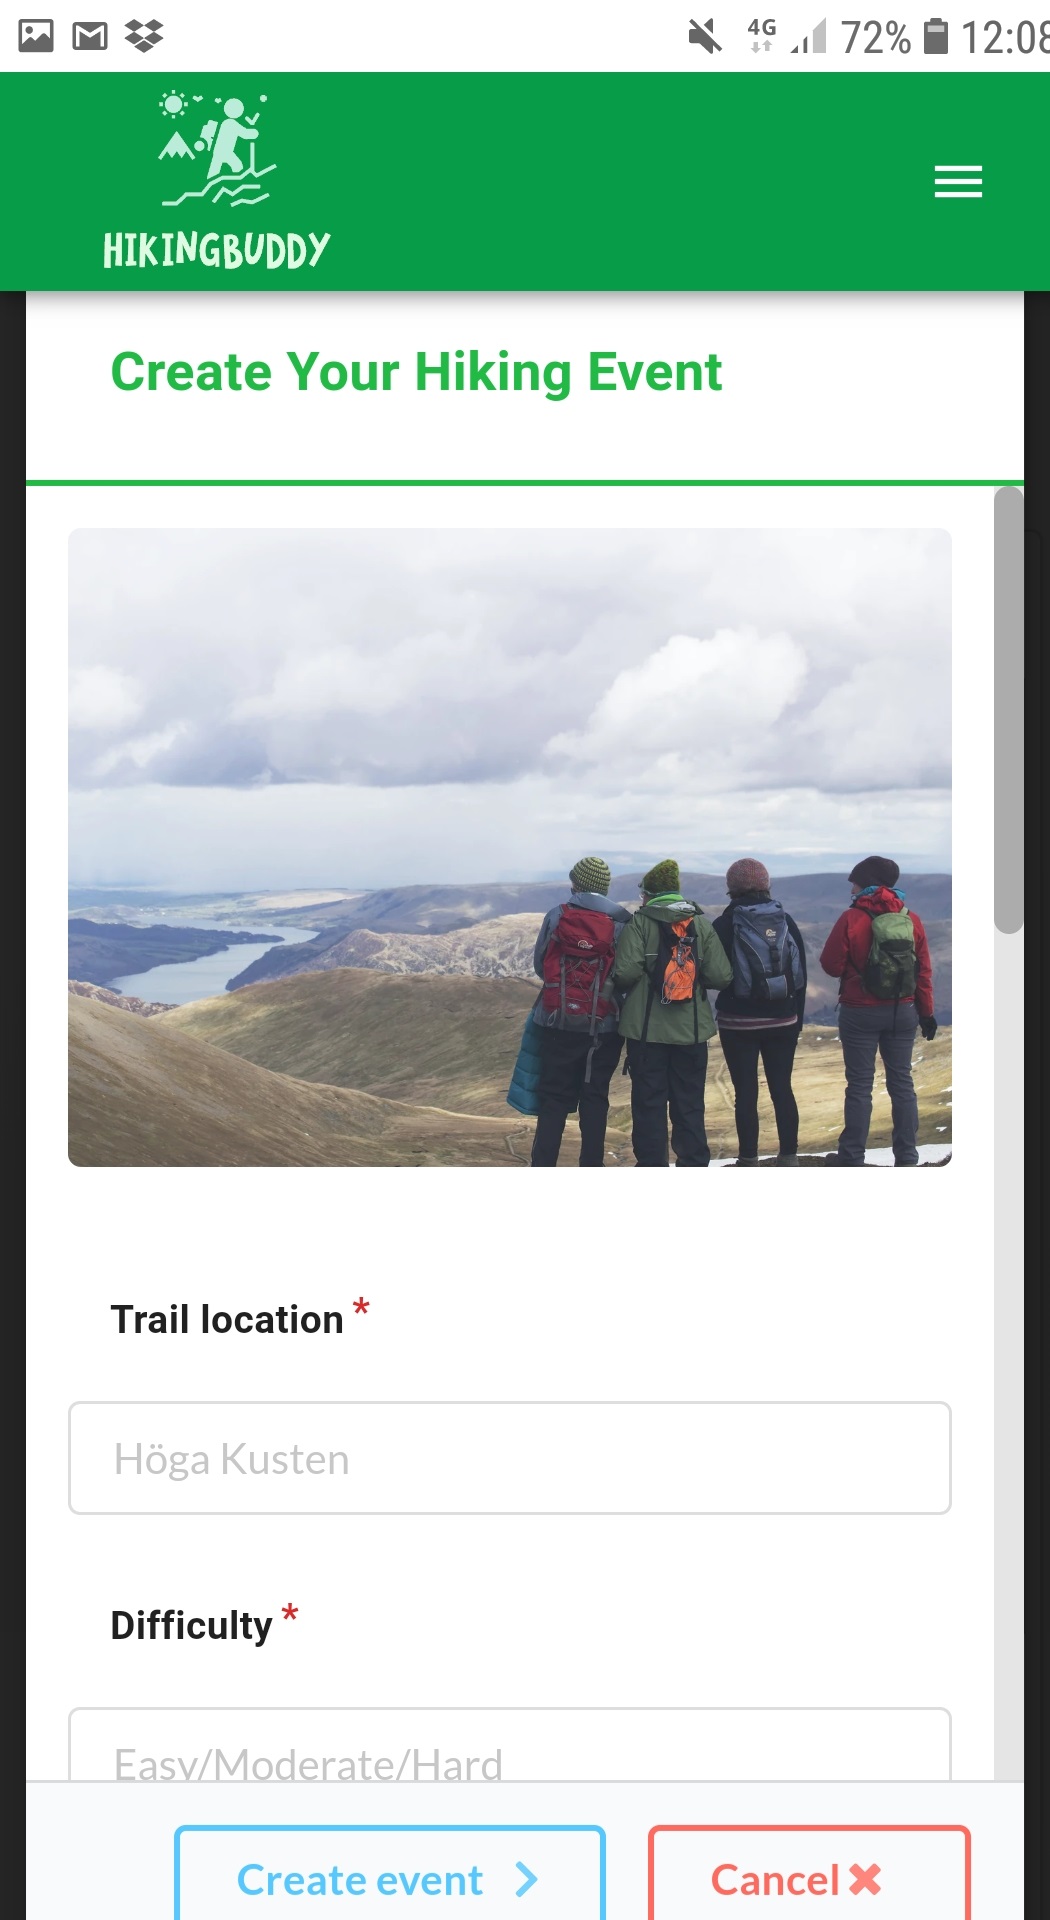 4G 72% 12:08
HIKINGBUDDY
Create Your Hiking Event
Trail location *
Höga Kusten
Difficulty *
Easy/Moderate/Hard
Create event
Cancel